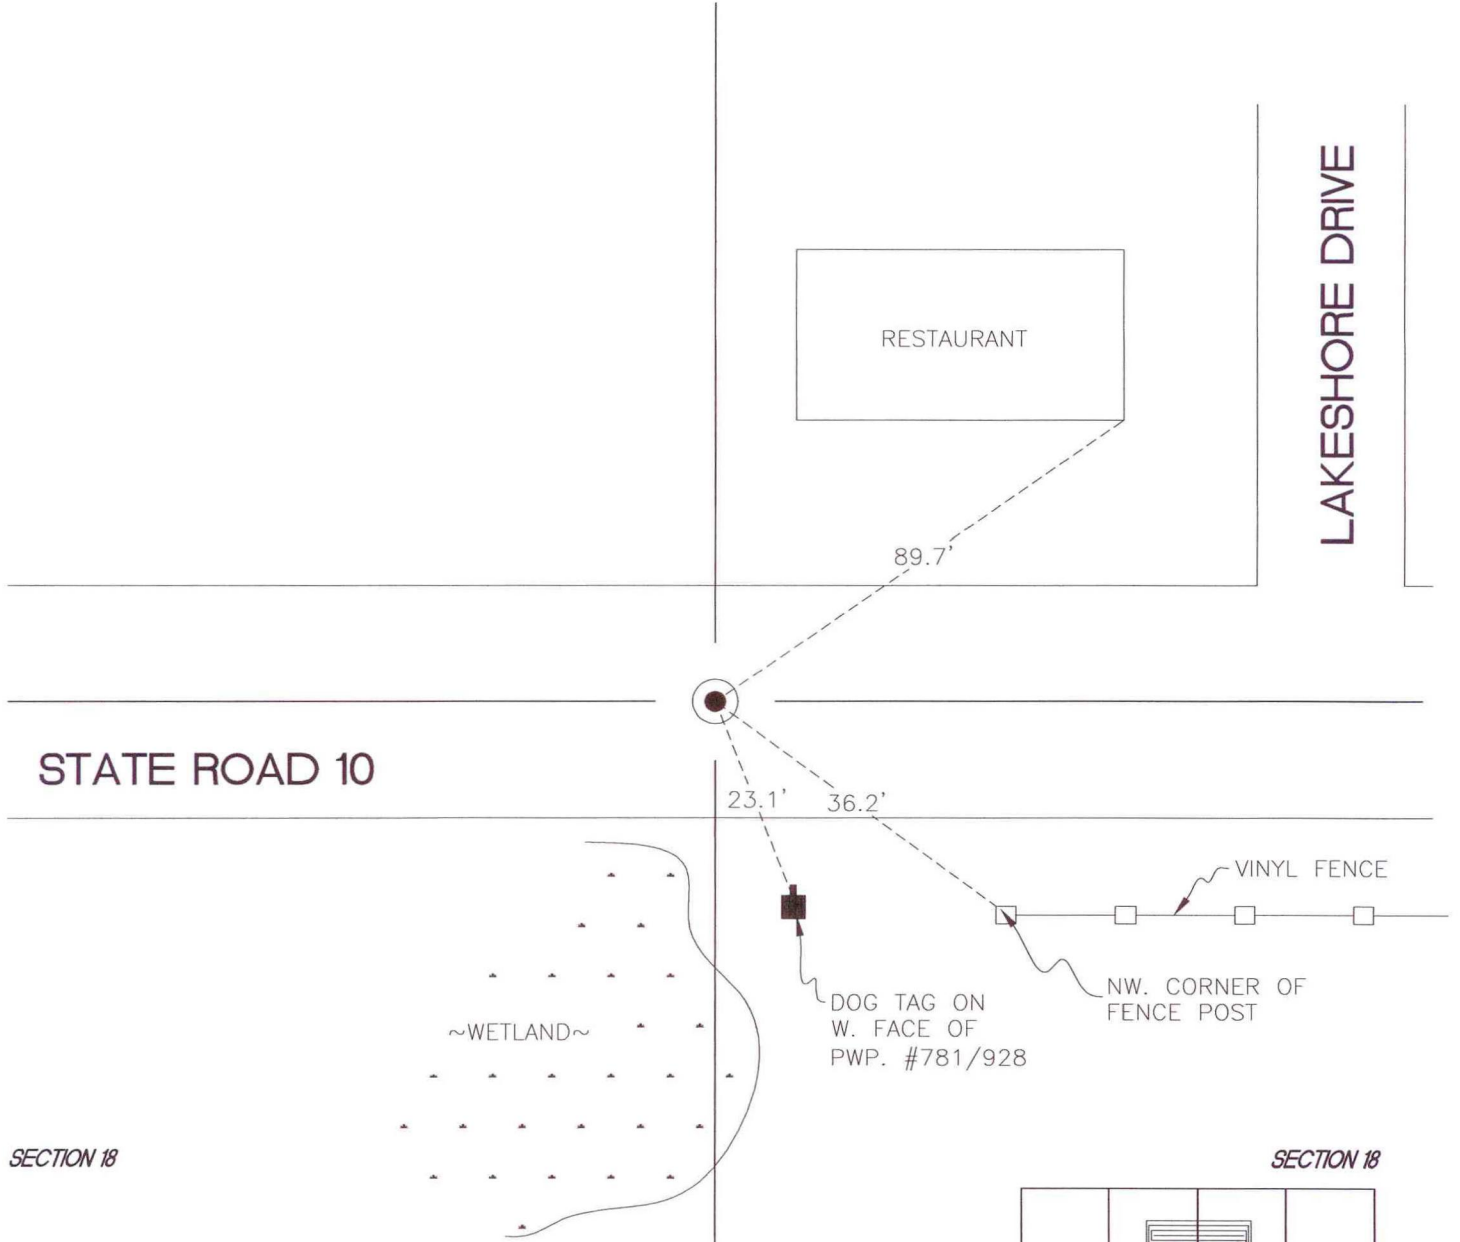 LAKESHORE DRIVE
RESTAURANT
89.7'
STATE ROAD 10
23.1'
36.2'
VINYL FENCE
NW. CORNER OF
FENCE POST
DOG TAG ON
W. FACE OF
PWP. #781/928
~WETLAND~
SECTION 18
SECTION 18